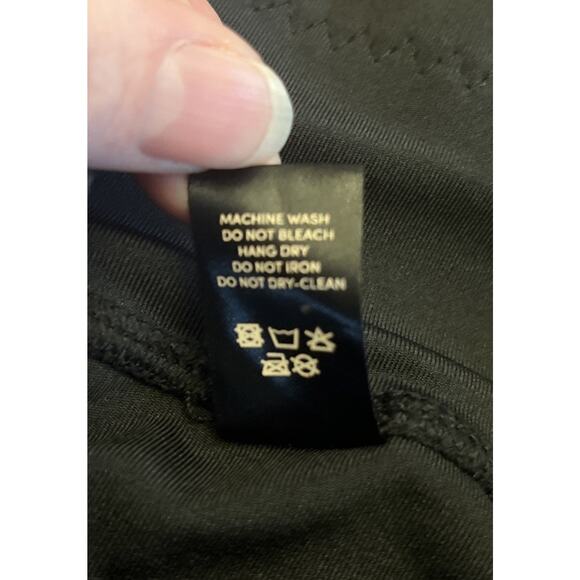 MACHINE WASH
DO NOT BLEACH
HANG DRY
DO NOT IRON
DO NOT DRY-CLEAN